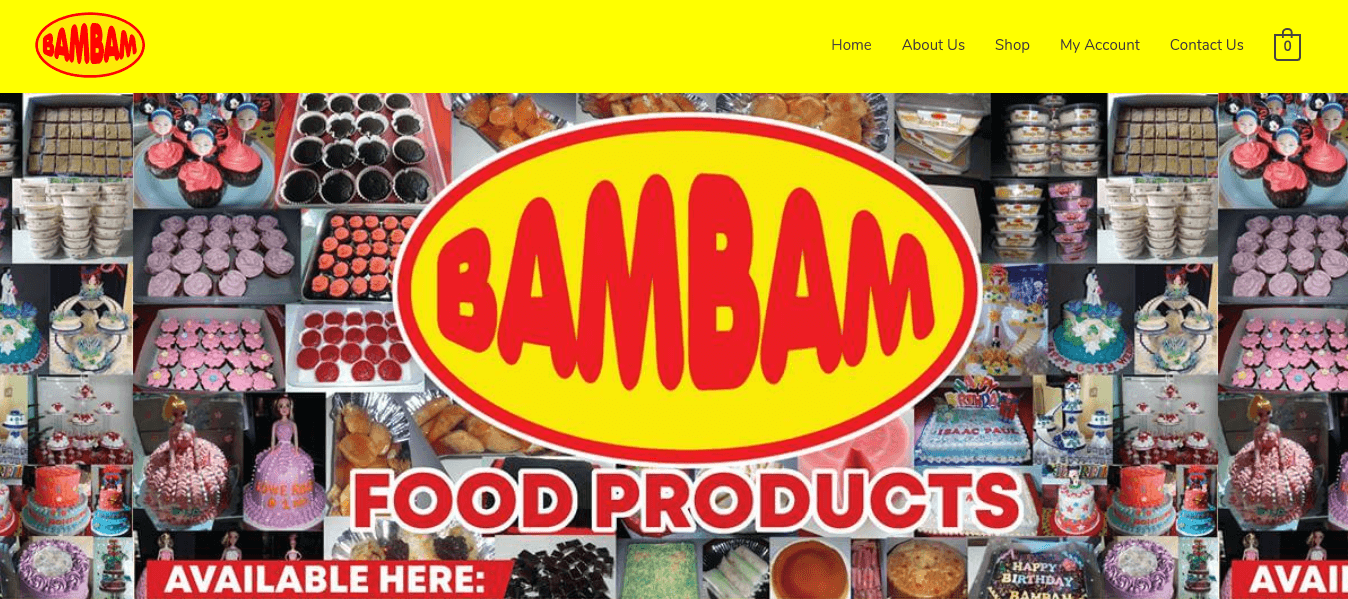 BAMBAM
Home
About Us
Shop
My Account
Contact Us
0
BAMBAM
ISAAC PAUL
FOOD PRODUCTS
AVAILABLE HERE:
HAPPY
BIRTHDAY
BAMBAM
AVAI